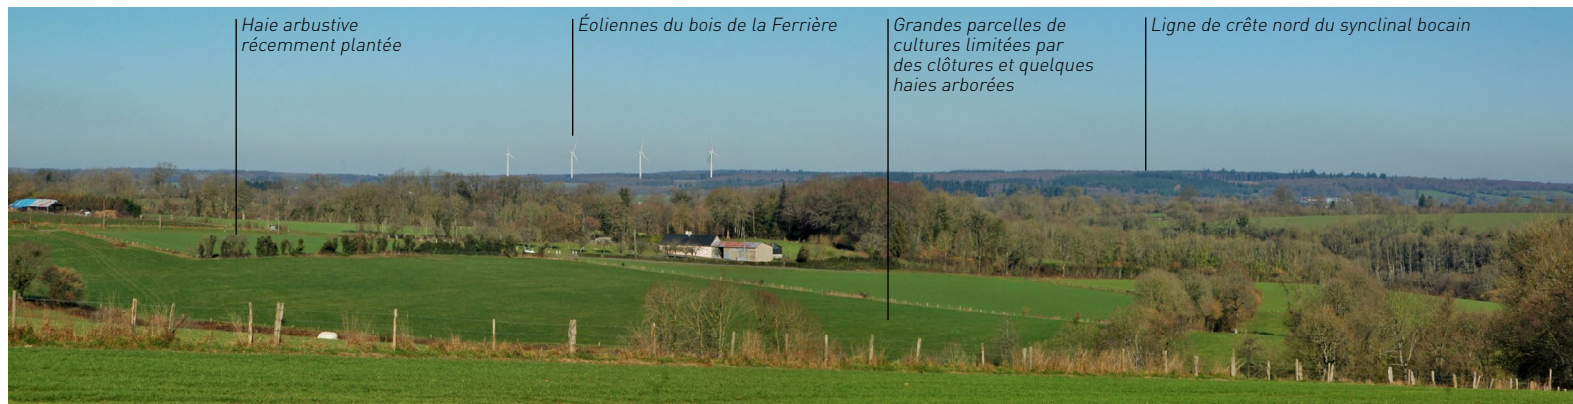 Haie arbustive
récemment plantée
Éoliennes du bois de la Ferrière
Grandes parcelles de
cultures limitées par
des clôtures et quelques
haies arborées
Ligne de crête nord du synclinal bocain